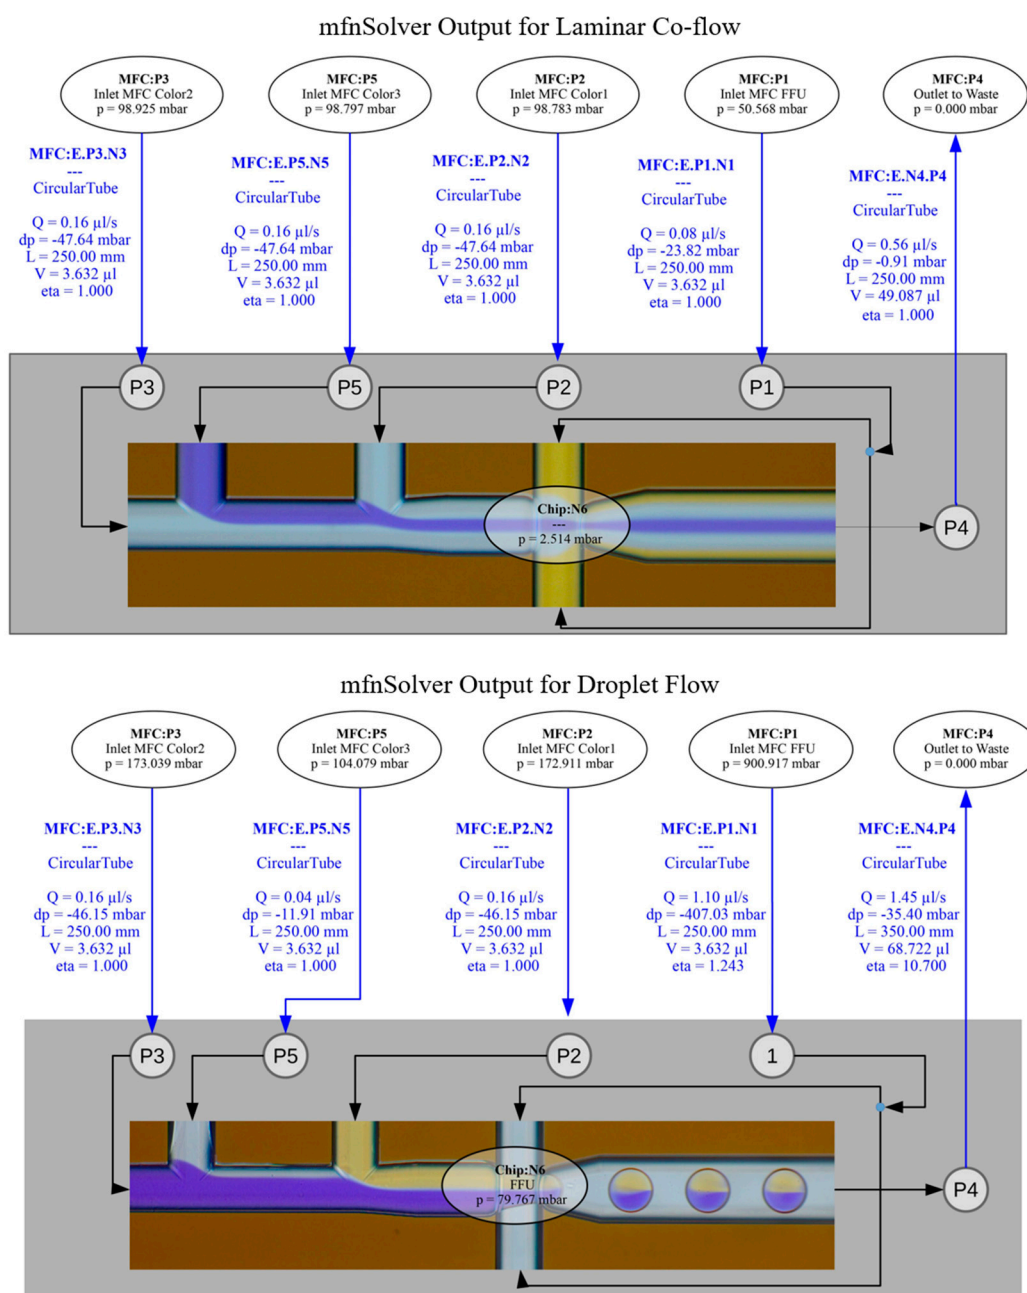 mfnSolver Output for Laminar Co-flow
MFC:P3
Inlet MFC Color2
p = 98.925 mbar
MFC:P5
Inlet MFC Color3
p = 98.797 mbar
MFC:P2
Inlet MFC Color1
p = 98.783 mbar
MFC:P1
Inlet MFC FFU
p = 50.568 mbar
MFC:P4
Outlet to Waste
p = 0.000 mbar
MFC:E.P3.N3
---
CircularTube
Q = 0.16 µl/s
dp = -47.64 mbar
L = 250.00 mm
V = 3.632 µl
eta = 1.000
MFC:E.P5.N5
---
CircularTube
Q = 0.16 µl/s
dp = -47.64 mbar
L = 250.00 mm
V = 3.632 µl
eta = 1.000
MFC:E.P2.N2
---
CircularTube
Q = 0.16 µl/s
dp = -47.64 mbar
L = 250.00 mm
V = 3.632 µl
eta = 1.000
MFC:E.P1.N1
---
CircularTube
Q = 0.08 µl/s
dp = -23.82 mbar
L = 250.00 mm
V = 3.632 µl
eta = 1.000
MFC:E.N4.P4
---
CircularTube
Q = 0.56 µl/s
dp = -0.91 mbar
L = 250.00 mm
V = 49.087 µl
eta = 1.000
P3
P5
P2
P1
Chip:N6
---
p = 2.514 mbar
P4
mfnSolver Output for Droplet Flow
MFC:P3
Inlet MFC Color2
p = 173.039 mbar
MFC:P5
Inlet MFC Color3
p = 104.079 mbar
MFC:P2
Inlet MFC Color1
p = 172.911 mbar
MFC:P1
Inlet MFC FFU
p = 900.917 mbar
MFC:P4
Outlet to Waste
p = 0.000 mbar
MFC:E.P3.N3
---
CircularTube
Q = 0.16 µl/s
dp = -46.15 mbar
L = 250.00 mm
V = 3.632 µl
eta = 1.000
MFC:E.P5.N5
---
CircularTube
Q = 0.04 µl/s
dp = -11.91 mbar
L = 250.00 mm
V = 3.632 µl
eta = 1.000
MFC:E.P2.N2
---
CircularTube
Q = 0.16 µl/s
dp = -46.15 mbar
L = 250.00 mm
V = 3.632 µl
eta = 1.000
MFC:E.P1.N1
---
CircularTube
Q = 1.10 µl/s
dp = -407.03 mbar
L = 250.00 mm
V = 3.632 µl
eta = 1.243
MFC:E.N4.P4
---
CircularTube
Q = 1.45 µl/s
dp = -35.40 mbar
L = 350.00 mm
V = 68.722 µl
eta = 10.700
P3
P5
P2
1
Chip:N6
FFU
p = 79.767 mbar
P4